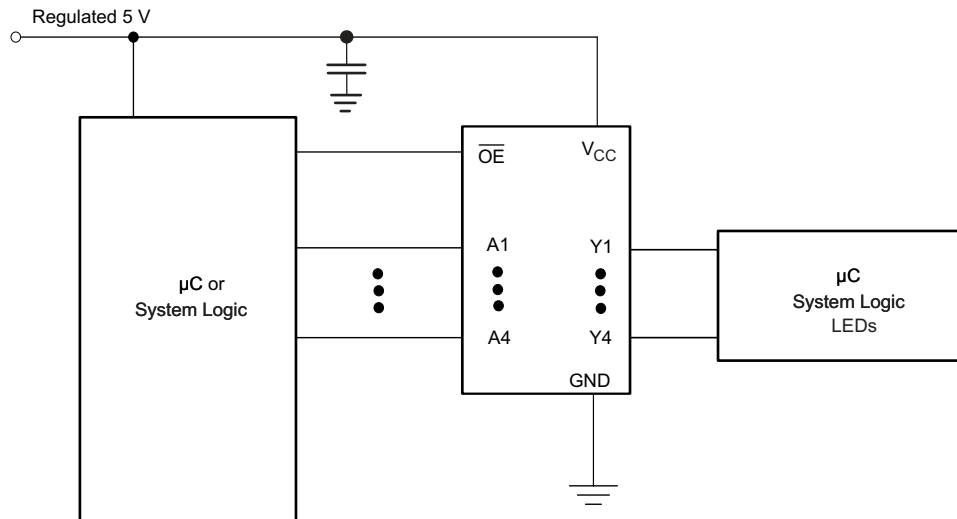 Regulated 5 V
OE
VCC
A1
Y1
µC or
System Logic
µC
System Logic
LEDs
A4
Y4
GND